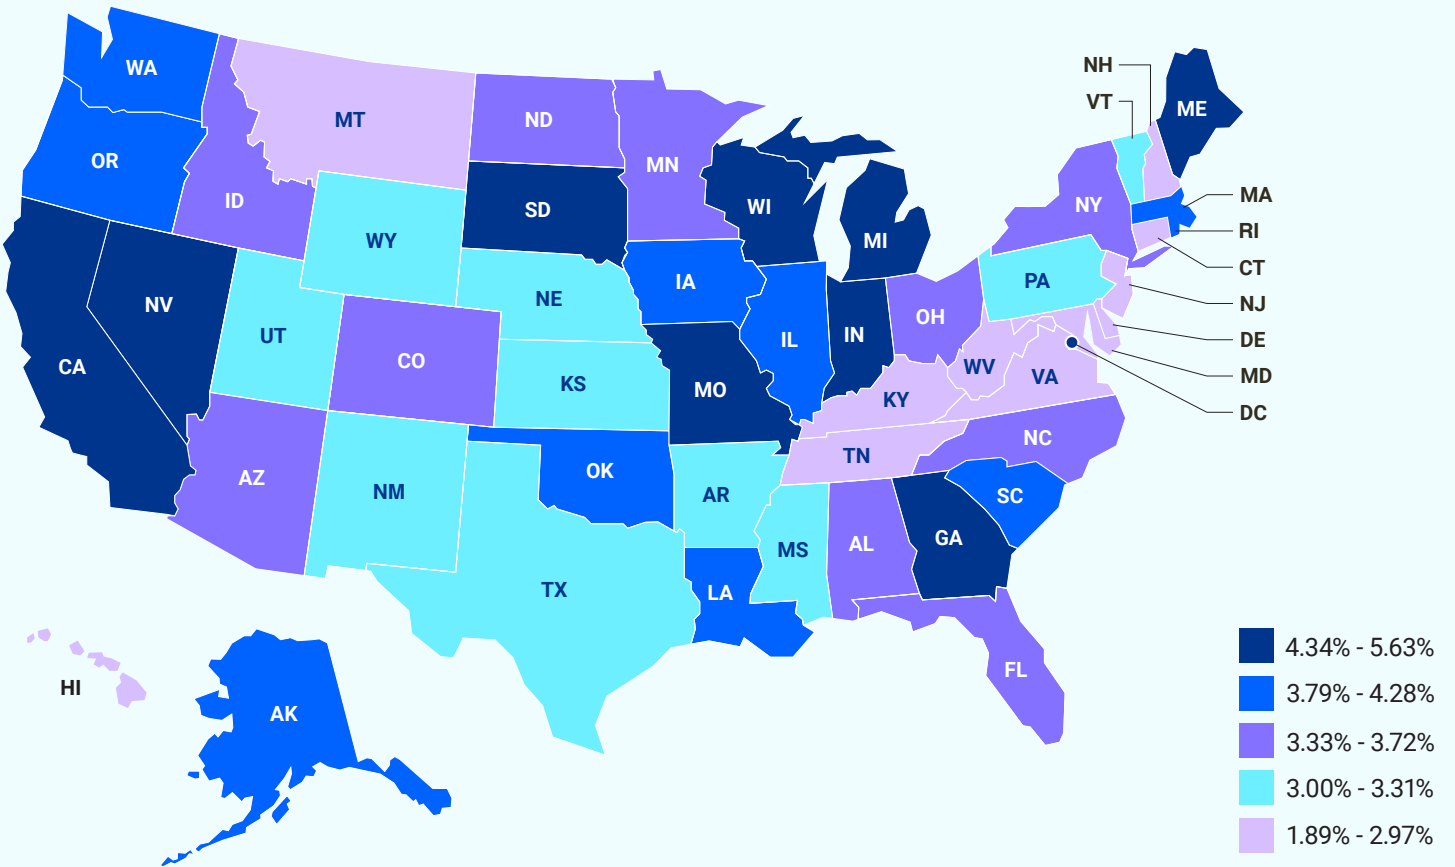 NH
VT
WA
ME
MT
ND
OR
MN
MA
ID
NY
WI
SD
RI
WY
MI
CT
PA
IA
NE
NJ
NV
OH
UT
IL
IN
DE
CO
WV
CA
VA
MD
KS
MO
KY
DC
NC
TN
OK
AZ
NM
AR
SC
GA
AL
MS
TX
LA
FL
HI
AK
4.34% - 5.63%
3.79% - 4.28%
3.33% - 3.72%
3.00% - 3.31%
1.89% - 2.97%